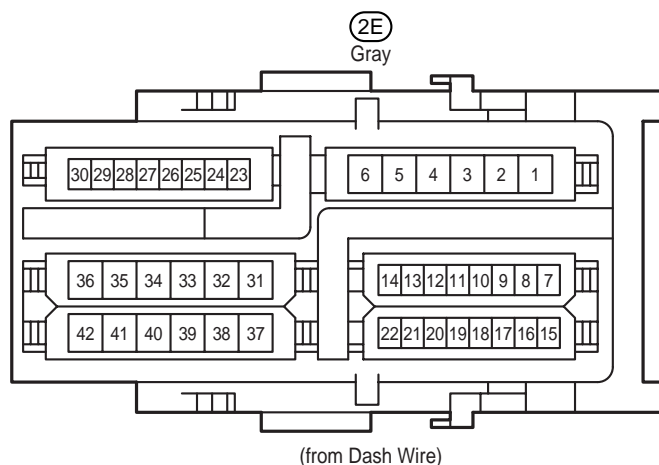 2E
Gray
30 29 28 27 26 25 24 23
6 5 4 3 2 1
36 35 34 33 32 31
14 13 12 11 10 9 8 7
42 41 40 39 38 37
22 21 20 19 18 17 16 15
(from Dash Wire)